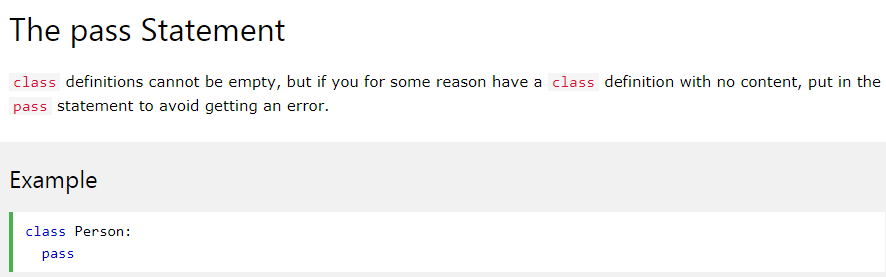 The pass Statement
class definitions cannot be empty, but if you for some reason have a class definition with no content, put in the
pass statement to avoid getting an error.
Example
class Person:
  pass